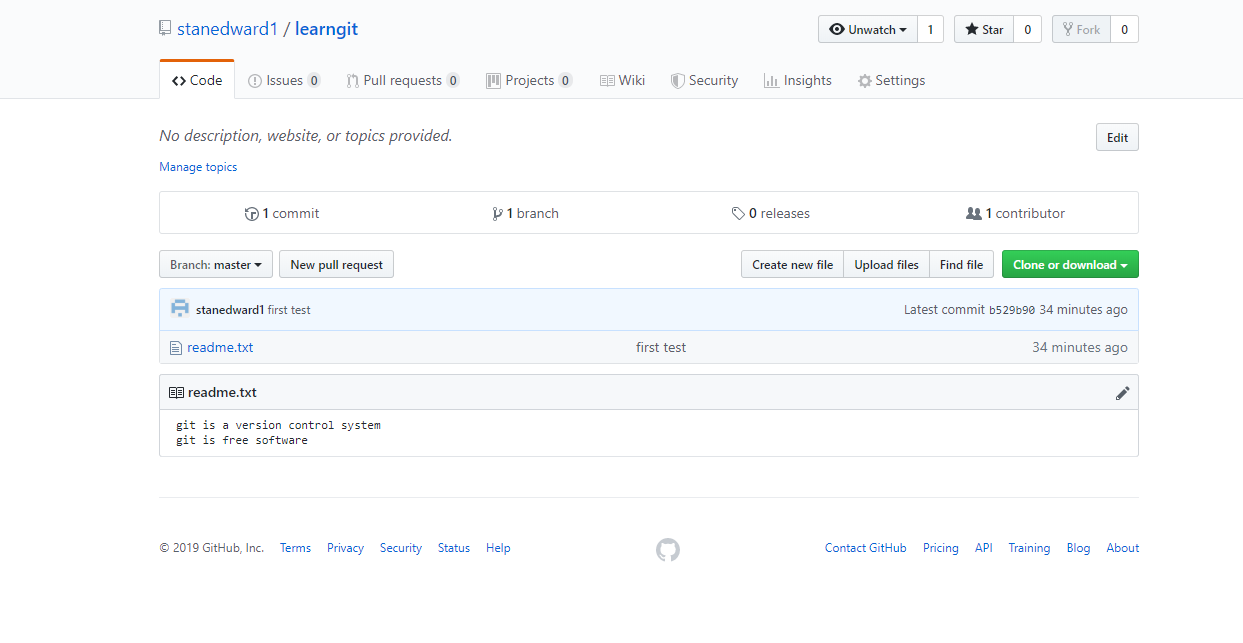 stanedward1 / learngit
Unwatch 1 Star 0 Fork 0
Code Issues 0 Pull requests 0 Projects 0 Wiki Security Insights Settings
No description, website, or topics provided.
Edit
Manage topics
1 commit 1 branch 0 releases 1 contributor
Branch: master New pull request Create new file Upload files Find file Clone or download
stanedward1 first test Latest commit b529b90 34 minutes ago
readme.txt first test 34 minutes ago
readme.txt
git is a version control system
git is free software
© 2019 GitHub, Inc. Terms Privacy Security Status Help Contact GitHub Pricing API Training Blog About